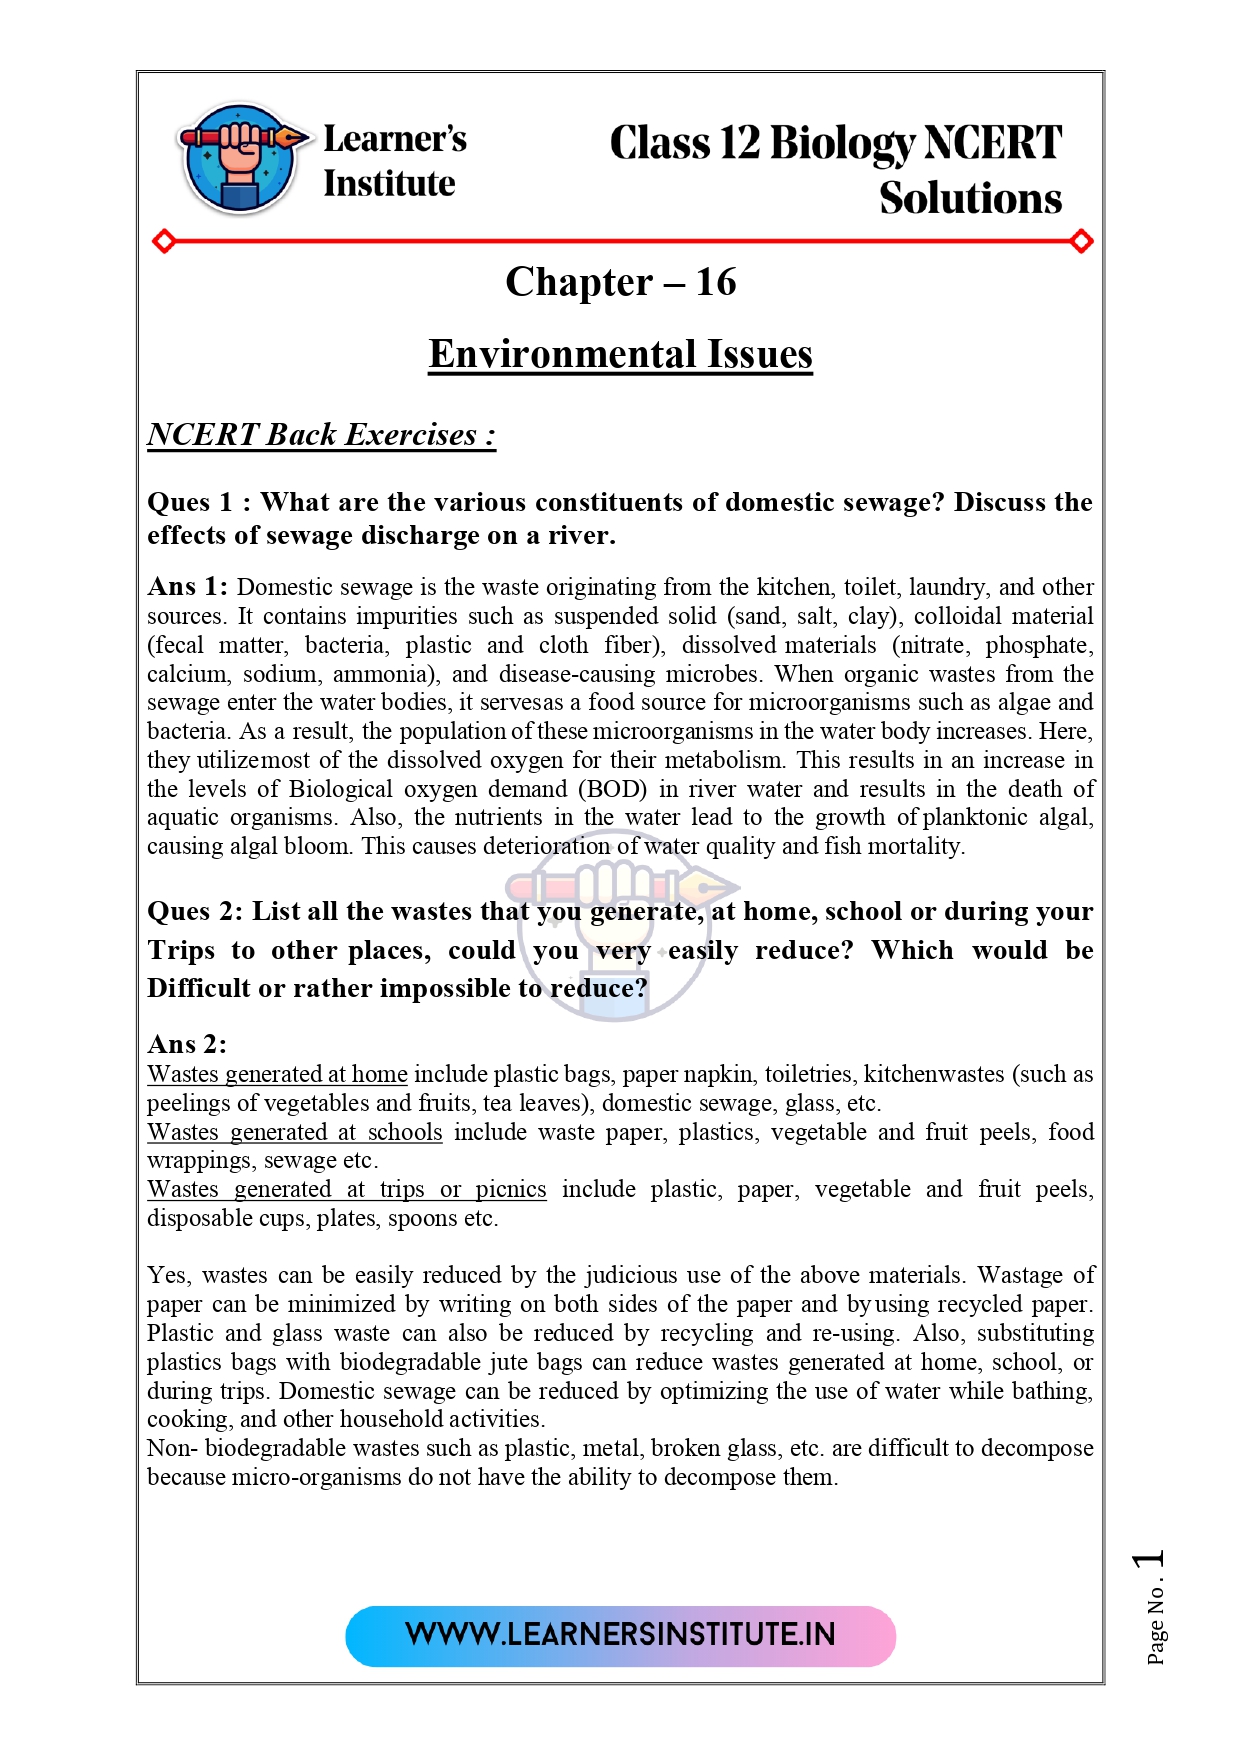 Learner's
Institute
Class 12 Biology NCERT
Solutions
Chapter – 16
Environmental Issues
NCERT Back Exercises :
Ques 1 : What are the various constituents of domestic sewage? Discuss the
effects of sewage discharge on a river.
Ans 1: Domestic sewage is the waste originating from the kitchen, toilet, laundry, and other
sources. It contains impurities such as suspended solid (sand, salt, clay), colloidal material
(fecal matter, bacteria, plastic and cloth fiber), dissolved materials (nitrate, phosphate,
calcium, sodium, ammonia), and disease-causing microbes. When organic wastes from the
sewage enter the water bodies, it servesas a food source for microorganisms such as algae and
bacteria. As a result, the population of these microorganisms in the water body increases. Here,
they utilizemost of the dissolved oxygen for their metabolism. This results in an increase in
the levels of Biological oxygen demand (BOD) in river water and results in the death of
aquatic organisms. Also, the nutrients in the water lead to the growth of planktonic algal,
causing algal bloom. This causes deterioration of water quality and fish mortality.
Ques 2: List all the wastes that you generate, at home, school or during your
Trips to other places, could you very easily reduce? Which would be
Difficult or rather impossible to reduce?
Ans 2:
Wastes generated at home include plastic bags, paper napkin, toiletries, kitchenwastes (such as
peelings of vegetables and fruits, tea leaves), domestic sewage, glass, etc.
Wastes generated at schools include waste paper, plastics, vegetable and fruit peels, food
wrappings, sewage etc.
Wastes generated at trips or picnics include plastic, paper, vegetable and fruit peels,
disposable cups, plates, spoons etc.
Yes, wastes can be easily reduced by the judicious use of the above materials. Wastage of
paper can be minimized by writing on both sides of the paper and by using recycled paper.
Plastic and glass waste can also be reduced by recycling and re-using. Also, substituting
plastics bags with biodegradable jute bags can reduce wastes generated at home, school, or
during trips. Domestic sewage can be reduced by optimizing the use of water while bathing,
cooking, and other household activities.
Non- biodegradable wastes such as plastic, metal, broken glass, etc. are difficult to decompose
because micro-organisms do not have the ability to decompose them.
WWW.LEARNERSINSTITUTE.IN
Page No . 1